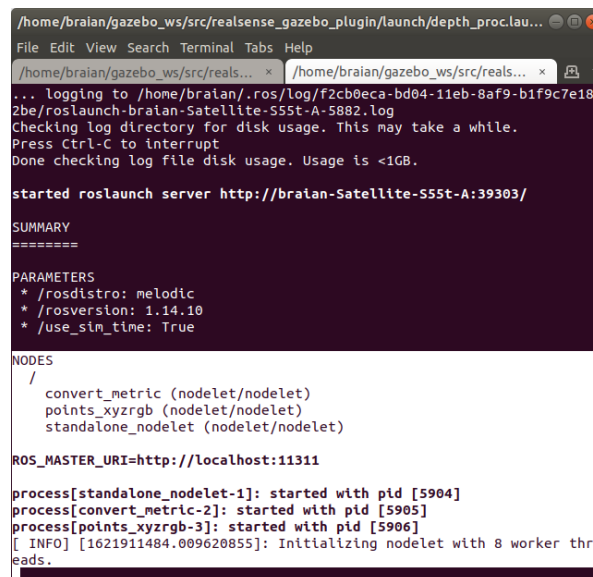 /home/braian/gazebo_ws/src/realsense_gazebo_plugin/launch/depth_proc.lau...
File Edit View Search Terminal Tabs Help
/home/braian/gazebo_ws/src/reals... × /home/braian/gazebo_ws/src/reals... ×
... logging to /home/braian/.ros/log/f2cb0eca-bd04-11eb-8af9-b1f9c7e18
2be/roslaunch-braian-Satellite-S55t-A-5882.log
Checking log directory for disk usage. This may take a while.
Press Ctrl-C to interrupt
Done checking log file disk usage. Usage is <1GB.
started roslaunch server http://braian-Satellite-S55t-A:39303/
SUMMARY
========
PARAMETERS
* /rosdistro: melodic
* /rosversion: 1.14.10
* /use_sim_time: True
NODES
/
convert_metric (nodelet/nodelet)
points_xyzrgb (nodelet/nodelet)
standalone_nodelet (nodelet/nodelet)
ROS_MASTER_URI=http://localhost:11311
process[standalone_nodelet-1]: started with pid [5904]
process[convert_metric-2]: started with pid [5905]
process[points_xyzrgb-3]: started with pid [5906]
[ INFO] [1621911484.009620855]: Initializing nodelet with 8 worker thr
eads.